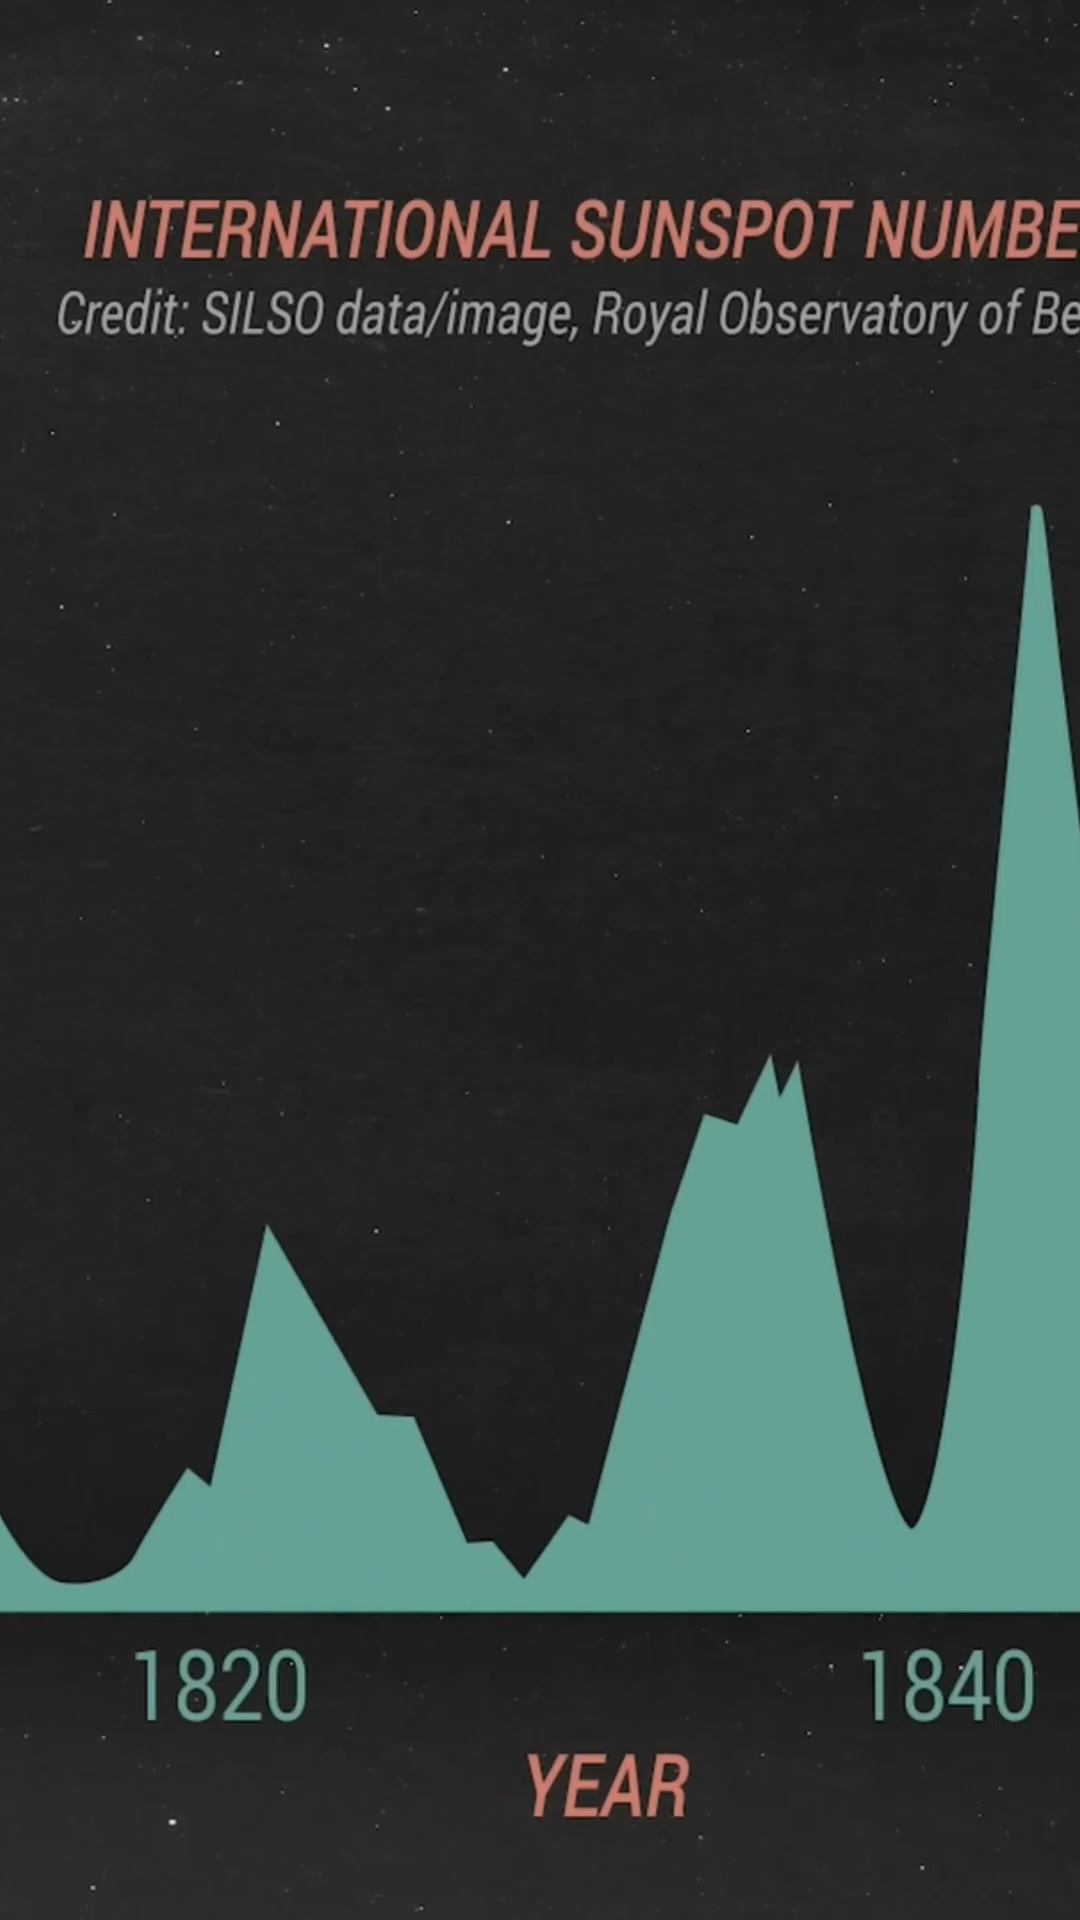 INTERNATIONAL SUNSPOT NUMBE
Credit: SILSO data/image, Royal Observatory of Be
1820 1840
YEAR